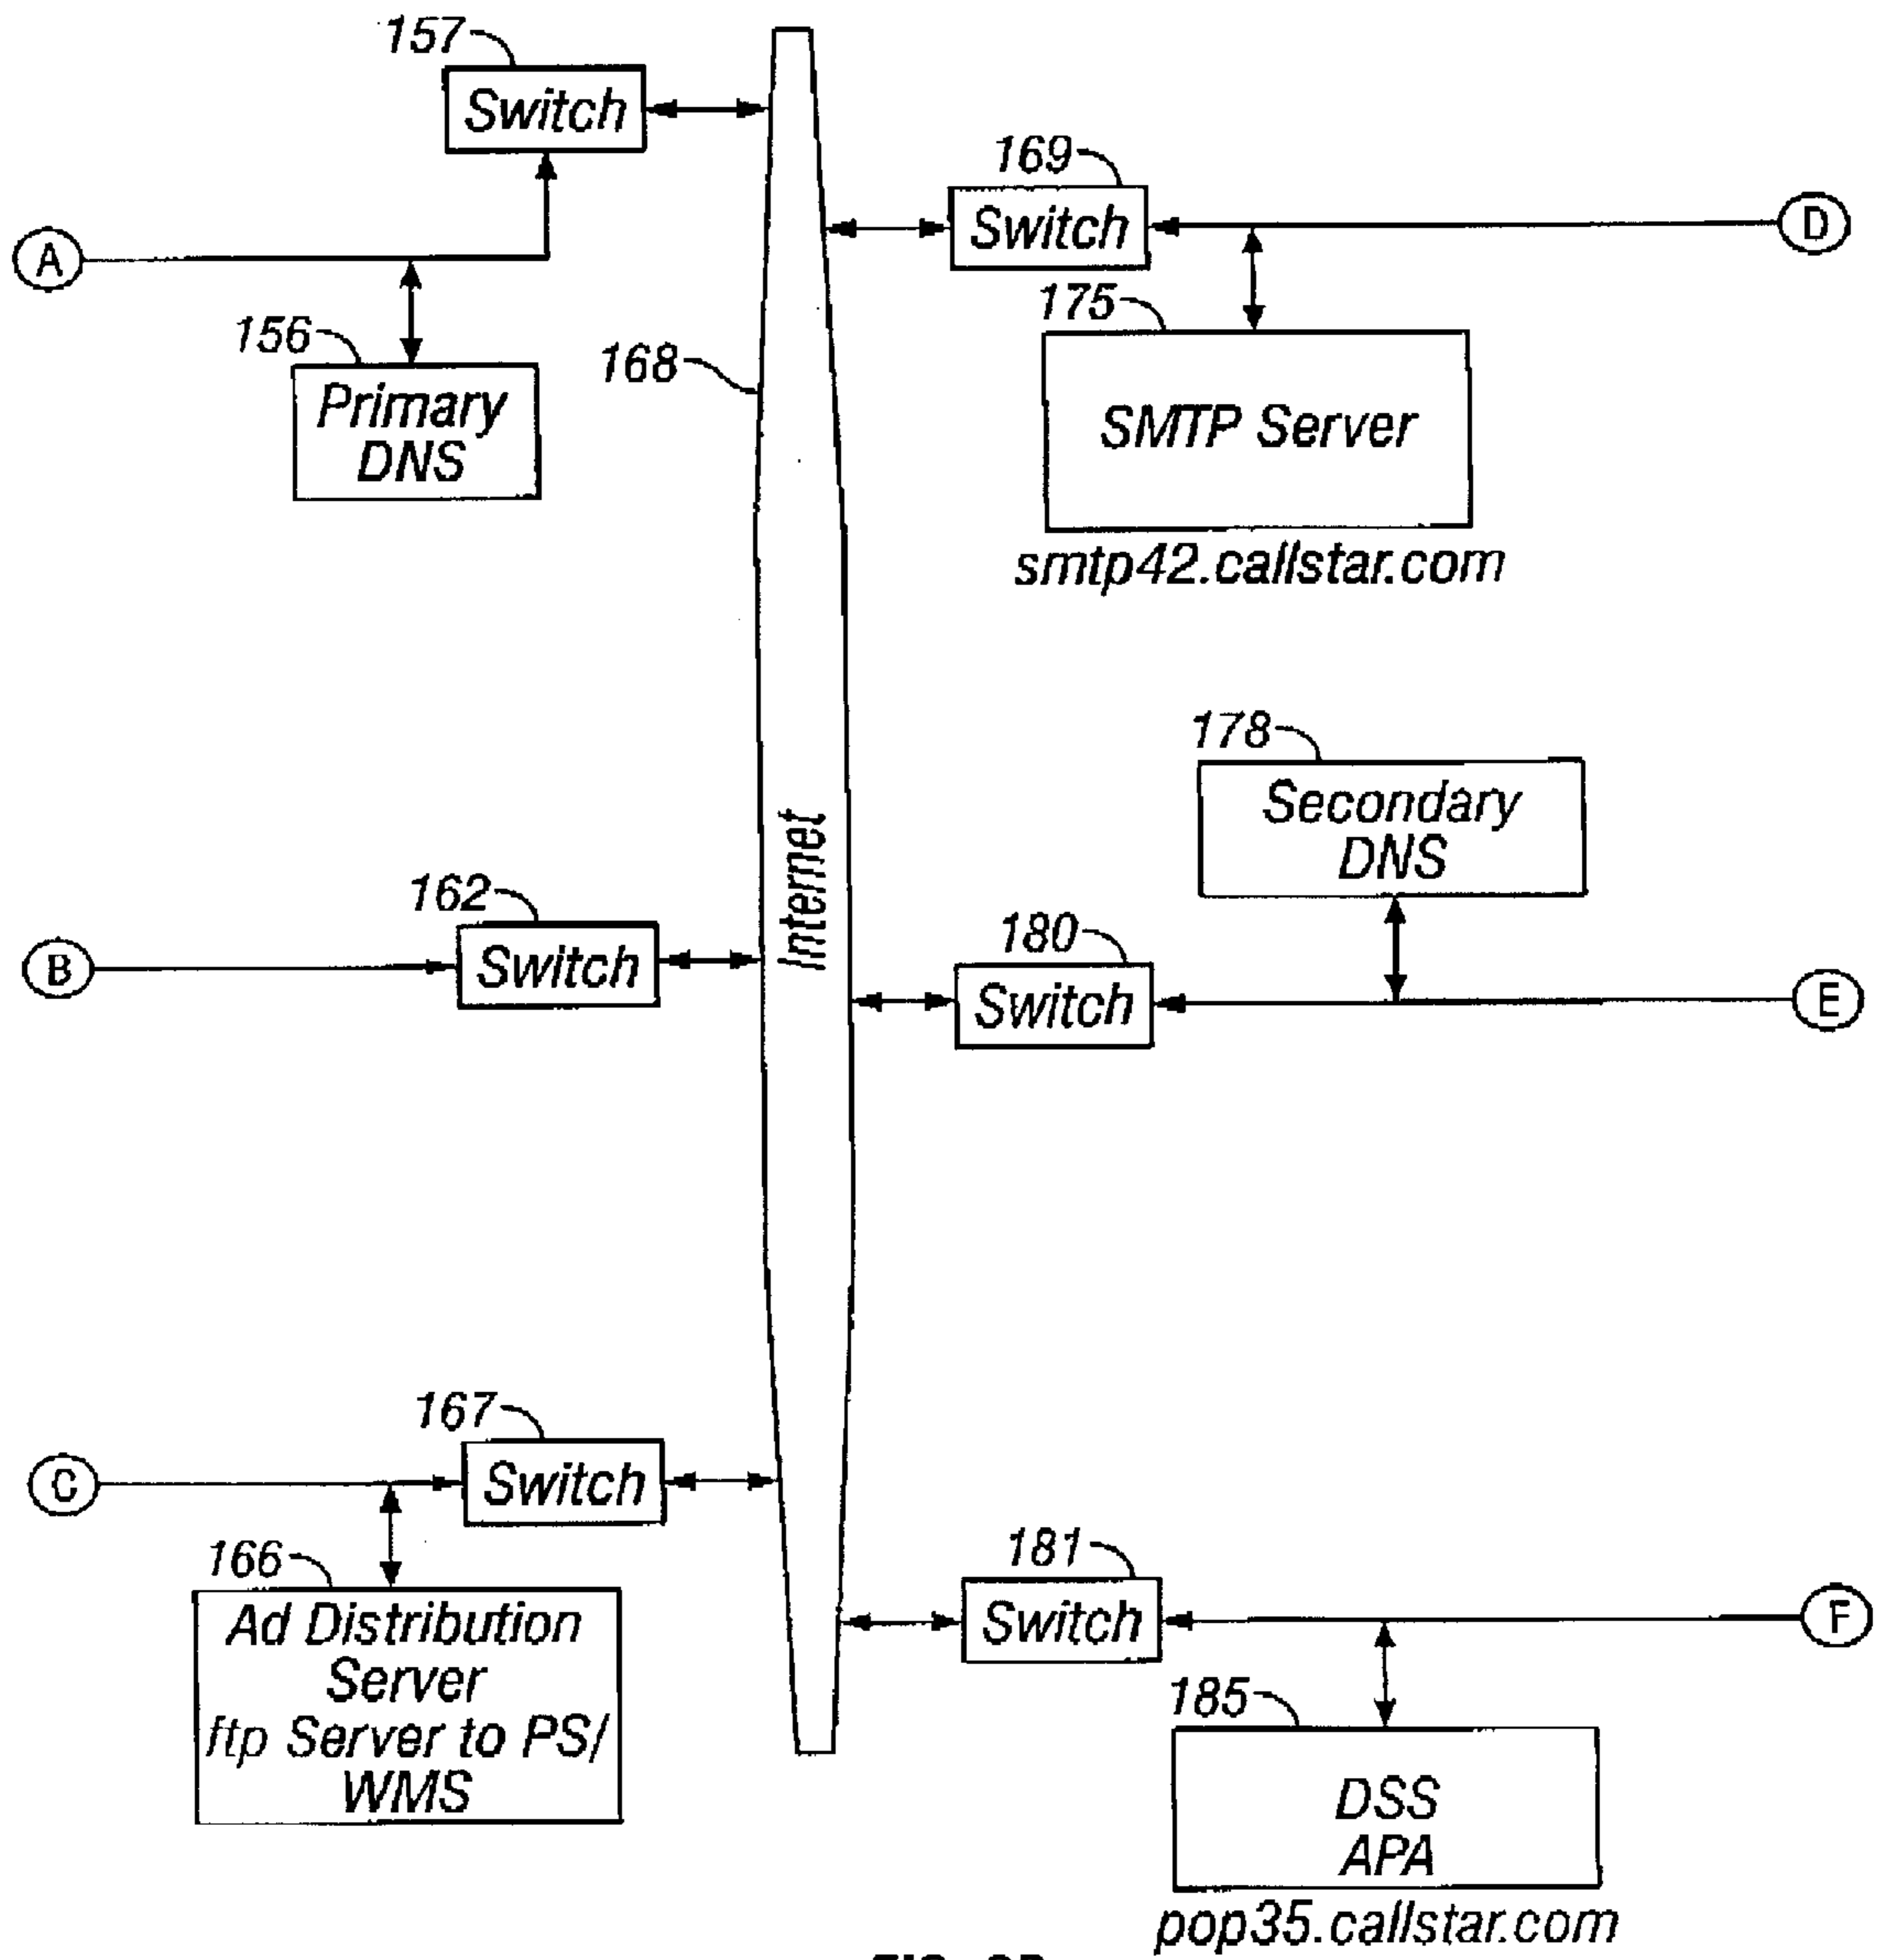 157
Switch
169
Switch
D
A
175
156
168
Primary
DNS
SMTP Server
smtp42.callstar.com
178
Secondary
DNS
Internet
162
180
B
Switch
Switch
E
167
C
Switch
181
166
Switch
F
Ad Distribution
Server
ftp Server to PS/
WMS
185
DSS
APA
pop35.callstar.com